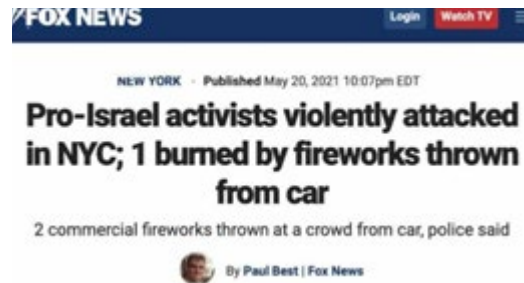 FOX NEWS
Login
Watch TV
NEW YORK · Published May 20, 2021 10:07pm EDT
Pro-Israel activists violently attacked
in NYC; 1 burned by fireworks thrown
from car
2 commercial fireworks thrown at a crowd from car, police said
By Paul Best | Fox News